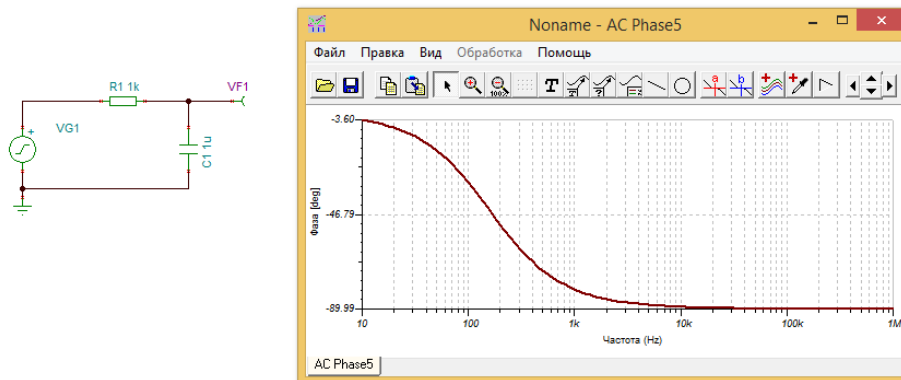 R1 1k
VF1
VG1
+
C1 1u
Noname - AC Phase5
Файл Правка Вид Обработка Помощь
100%
T
a
b
-3.60
Фаза [deg]
-46.79
-89.99
10 100 1k 10k 100k 1M
Частота (Hz)
AC Phase5